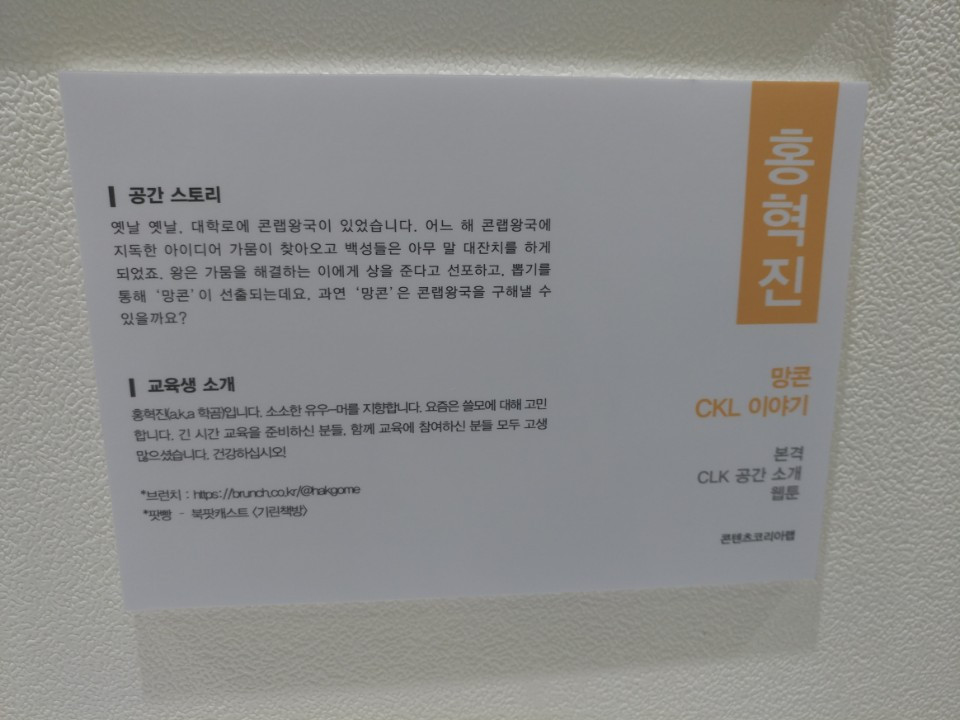 공간 스토리
옛날 옛날, 대학로에 콘랩왕국이 있었습니다. 어느 해 콘랩왕국에
지독한 아이디어 가뭄이 찾아오고 백성들은 아무 말 대잔치를 하게
되었죠. 왕은 가뭄을 해결하는 이에게 상을 준다고 선포하고, 뽑기를
통해 ‘망콘’이 선출되는데요, 과연 ‘망콘’은 콘랩왕국을 구해낼 수
있을까요?
교육생 소개
홍혁진(a.k.a 학곰)입니다. 소소한 유우-머를 지향합니다. 요즘은 쓸모에 대해 고민
합니다. 긴 시간 교육을 준비하신 분들, 함께 교육에 참여하신 분들 모두 고생
많으셨습니다. 건강하십시오!
*브런치 : https://brunch.co.kr/@hakgome
*팟빵 - 북팟캐스트 <기린책방>
홍혁진
망콘
CKL 이야기
본격
CLK 공간 소개
웹툰
콘텐츠코리아랩